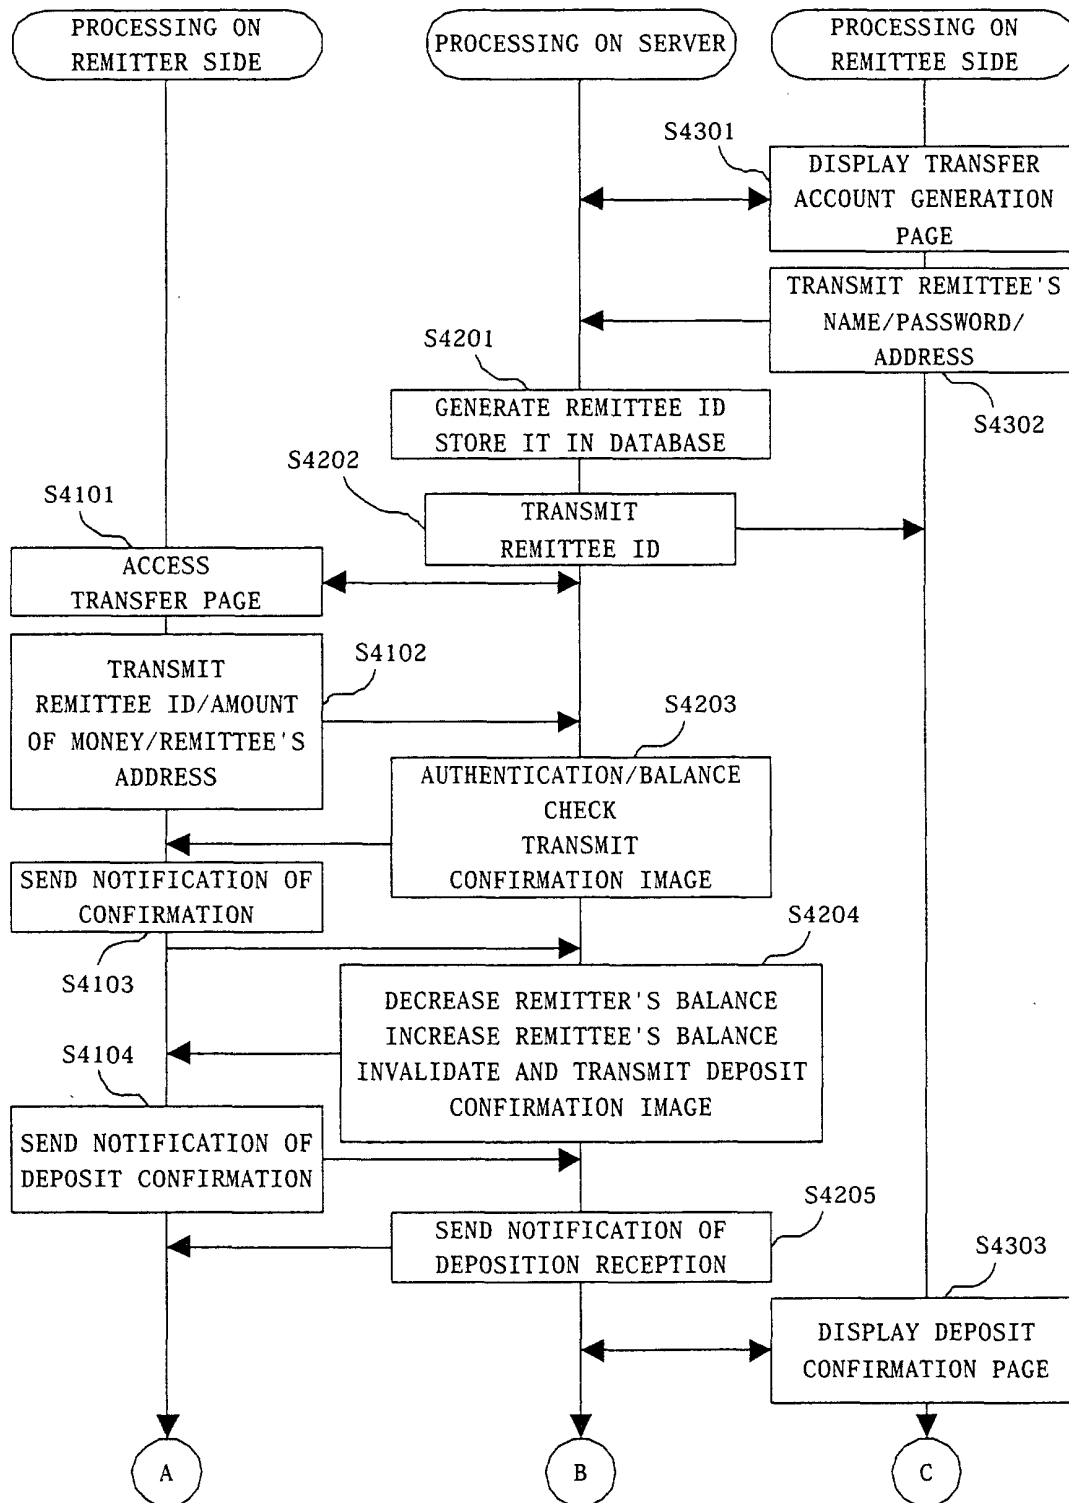 PROCESSING ON
REMITTER SIDE
PROCESSING ON SERVER
PROCESSING ON
REMITTEE SIDE
S4301
DISPLAY TRANSFER
ACCOUNT GENERATION
PAGE
TRANSMIT REMITTEE'S
NAME/PASSWORD/
ADDRESS
S4302
S4201
GENERATE REMITTEE ID
STORE IT IN DATABASE
S4202
TRANSMIT
REMITTEE ID
S4101
ACCESS
TRANSFER PAGE
S4102
TRANSMIT
REMITTEE ID/AMOUNT
OF MONEY/REMITTEE'S
ADDRESS
S4203
AUTHENTICATION/BALANCE
CHECK
TRANSMIT
CONFIRMATION IMAGE
SEND NOTIFICATION OF
CONFIRMATION
S4103
S4204
DECREASE REMITTER'S BALANCE
INCREASE REMITTEE'S BALANCE
INVALIDATE AND TRANSMIT DEPOSIT
CONFIRMATION IMAGE
S4104
SEND NOTIFICATION OF
DEPOSIT CONFIRMATION
S4205
SEND NOTIFICATION OF
DEPOSITION RECEPTION
S4303
DISPLAY DEPOSIT
CONFIRMATION PAGE
A
B
C